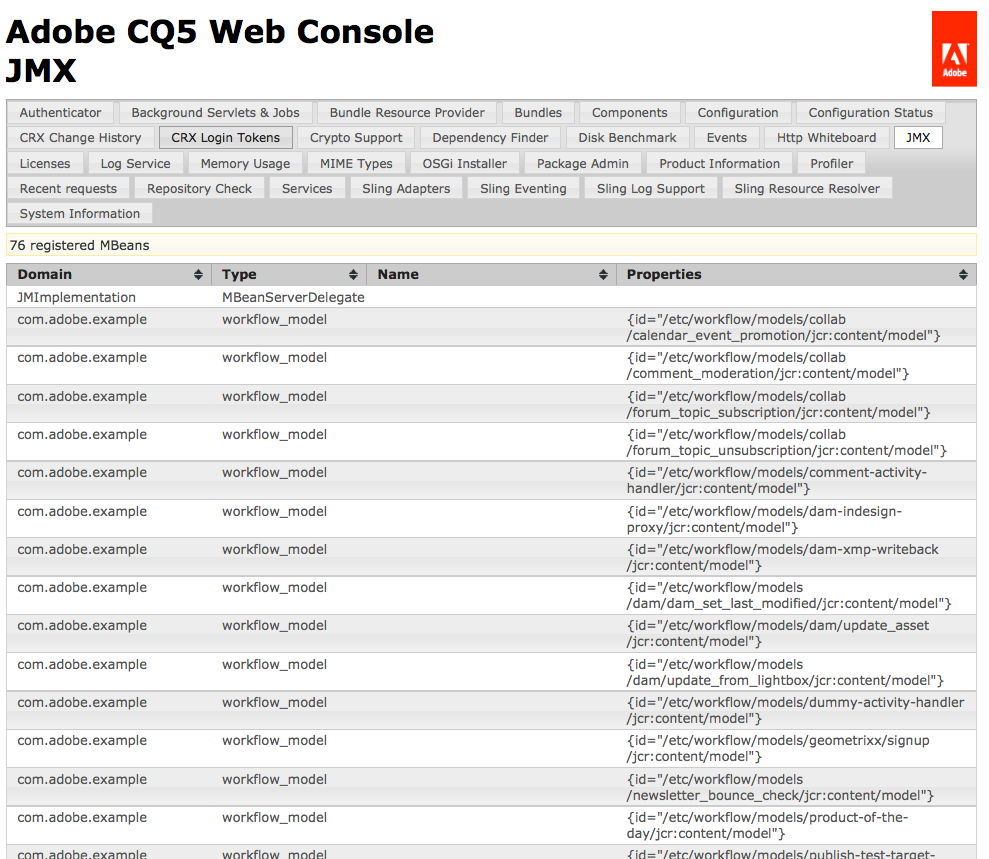 Adobe CQ5 Web Console
JMX
Adobe
Authenticator Background Servlets & Jobs Bundle Resource Provider Bundles Components Configuration Configuration Status
CRX Change History CRX Login Tokens Crypto Support Dependency Finder Disk Benchmark Events Http Whiteboard JMX
Licenses Log Service Memory Usage MIME Types OSGi Installer Package Admin Product Information Profiler
Recent requests Repository Check Services Sling Adapters Sling Eventing Sling Log Support Sling Resource Resolver
System Information
76 registered MBeans
Domain Type Name Properties
JMImplementation MBeanServerDelegate
com.adobe.example workflow_model {id="/etc/workflow/models/collab
/calendar_event_promotion/jcr:content/model"}
com.adobe.example workflow_model {id="/etc/workflow/models/collab
/comment_moderation/jcr:content/model"}
com.adobe.example workflow_model {id="/etc/workflow/models/collab
/forum_topic_subscription/jcr:content/model"}
com.adobe.example workflow_model {id="/etc/workflow/models/collab
/forum_topic_unsubscription/jcr:content/model"}
com.adobe.example workflow_model {id="/etc/workflow/models/comment-activity-
handler/jcr:content/model"}
com.adobe.example workflow_model {id="/etc/workflow/models/dam-indesign-
proxy/jcr:content/model"}
com.adobe.example workflow_model {id="/etc/workflow/models/dam-xmp-writeback
/jcr:content/model"}
com.adobe.example workflow_model {id="/etc/workflow/models
/dam/dam_set_last_modified/jcr:content/model"}
com.adobe.example workflow_model {id="/etc/workflow/models/dam/update_asset
/jcr:content/model"}
com.adobe.example workflow_model {id="/etc/workflow/models
/dam/update_from_lightbox/jcr:content/model"}
com.adobe.example workflow_model {id="/etc/workflow/models/dummy-activity-handler
/jcr:content/model"}
com.adobe.example workflow_model {id="/etc/workflow/models/geometrixx/signup
/jcr:content/model"}
com.adobe.example workflow_model {id="/etc/workflow/models
/newsletter_bounce_check/jcr:content/model"}
com.adobe.example workflow_model {id="/etc/workflow/models/product-of-the-
day/jcr:content/model"}
com.adobe.example workflow_model {id="/etc/workflow/models/publish-test-target-